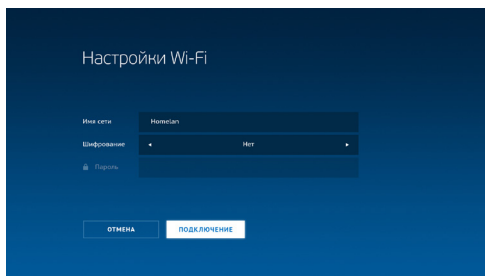 Настройки Wi-Fi
Имя сети Homelan
Шифрование Нет
Пароль
ОТМЕНА ПОДКЛЮЧЕНИЕ